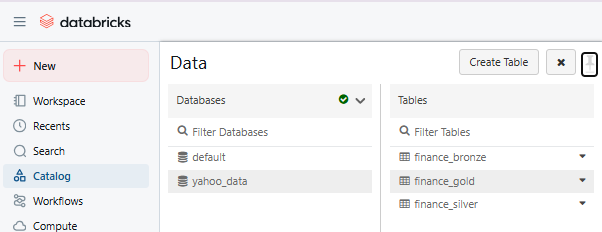 databricks
New
Workspace
Recents
Search
Catalog
Workflows
Compute
Data
Create Table
Databases
Filter Databases
default
yahoo_data
Tables
Filter Tables
finance_bronze
finance_gold
finance_silver